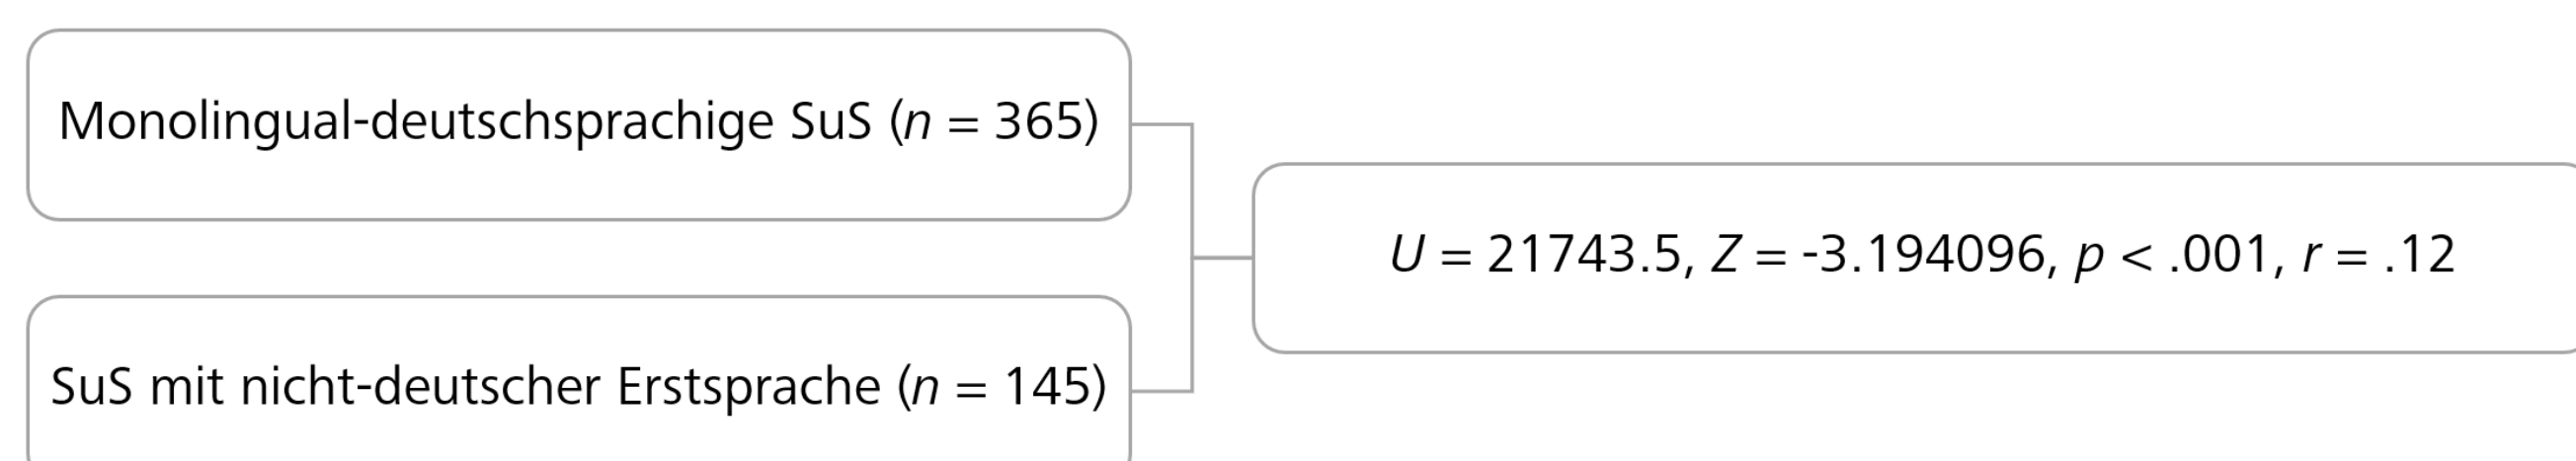 Monolingual-deutschsprachige SuS (n = 365)
U = 21743.5, Z = -3.194096, p < .001, r = .12
SuS mit nicht-deutscher Erstsprache (n = 145)